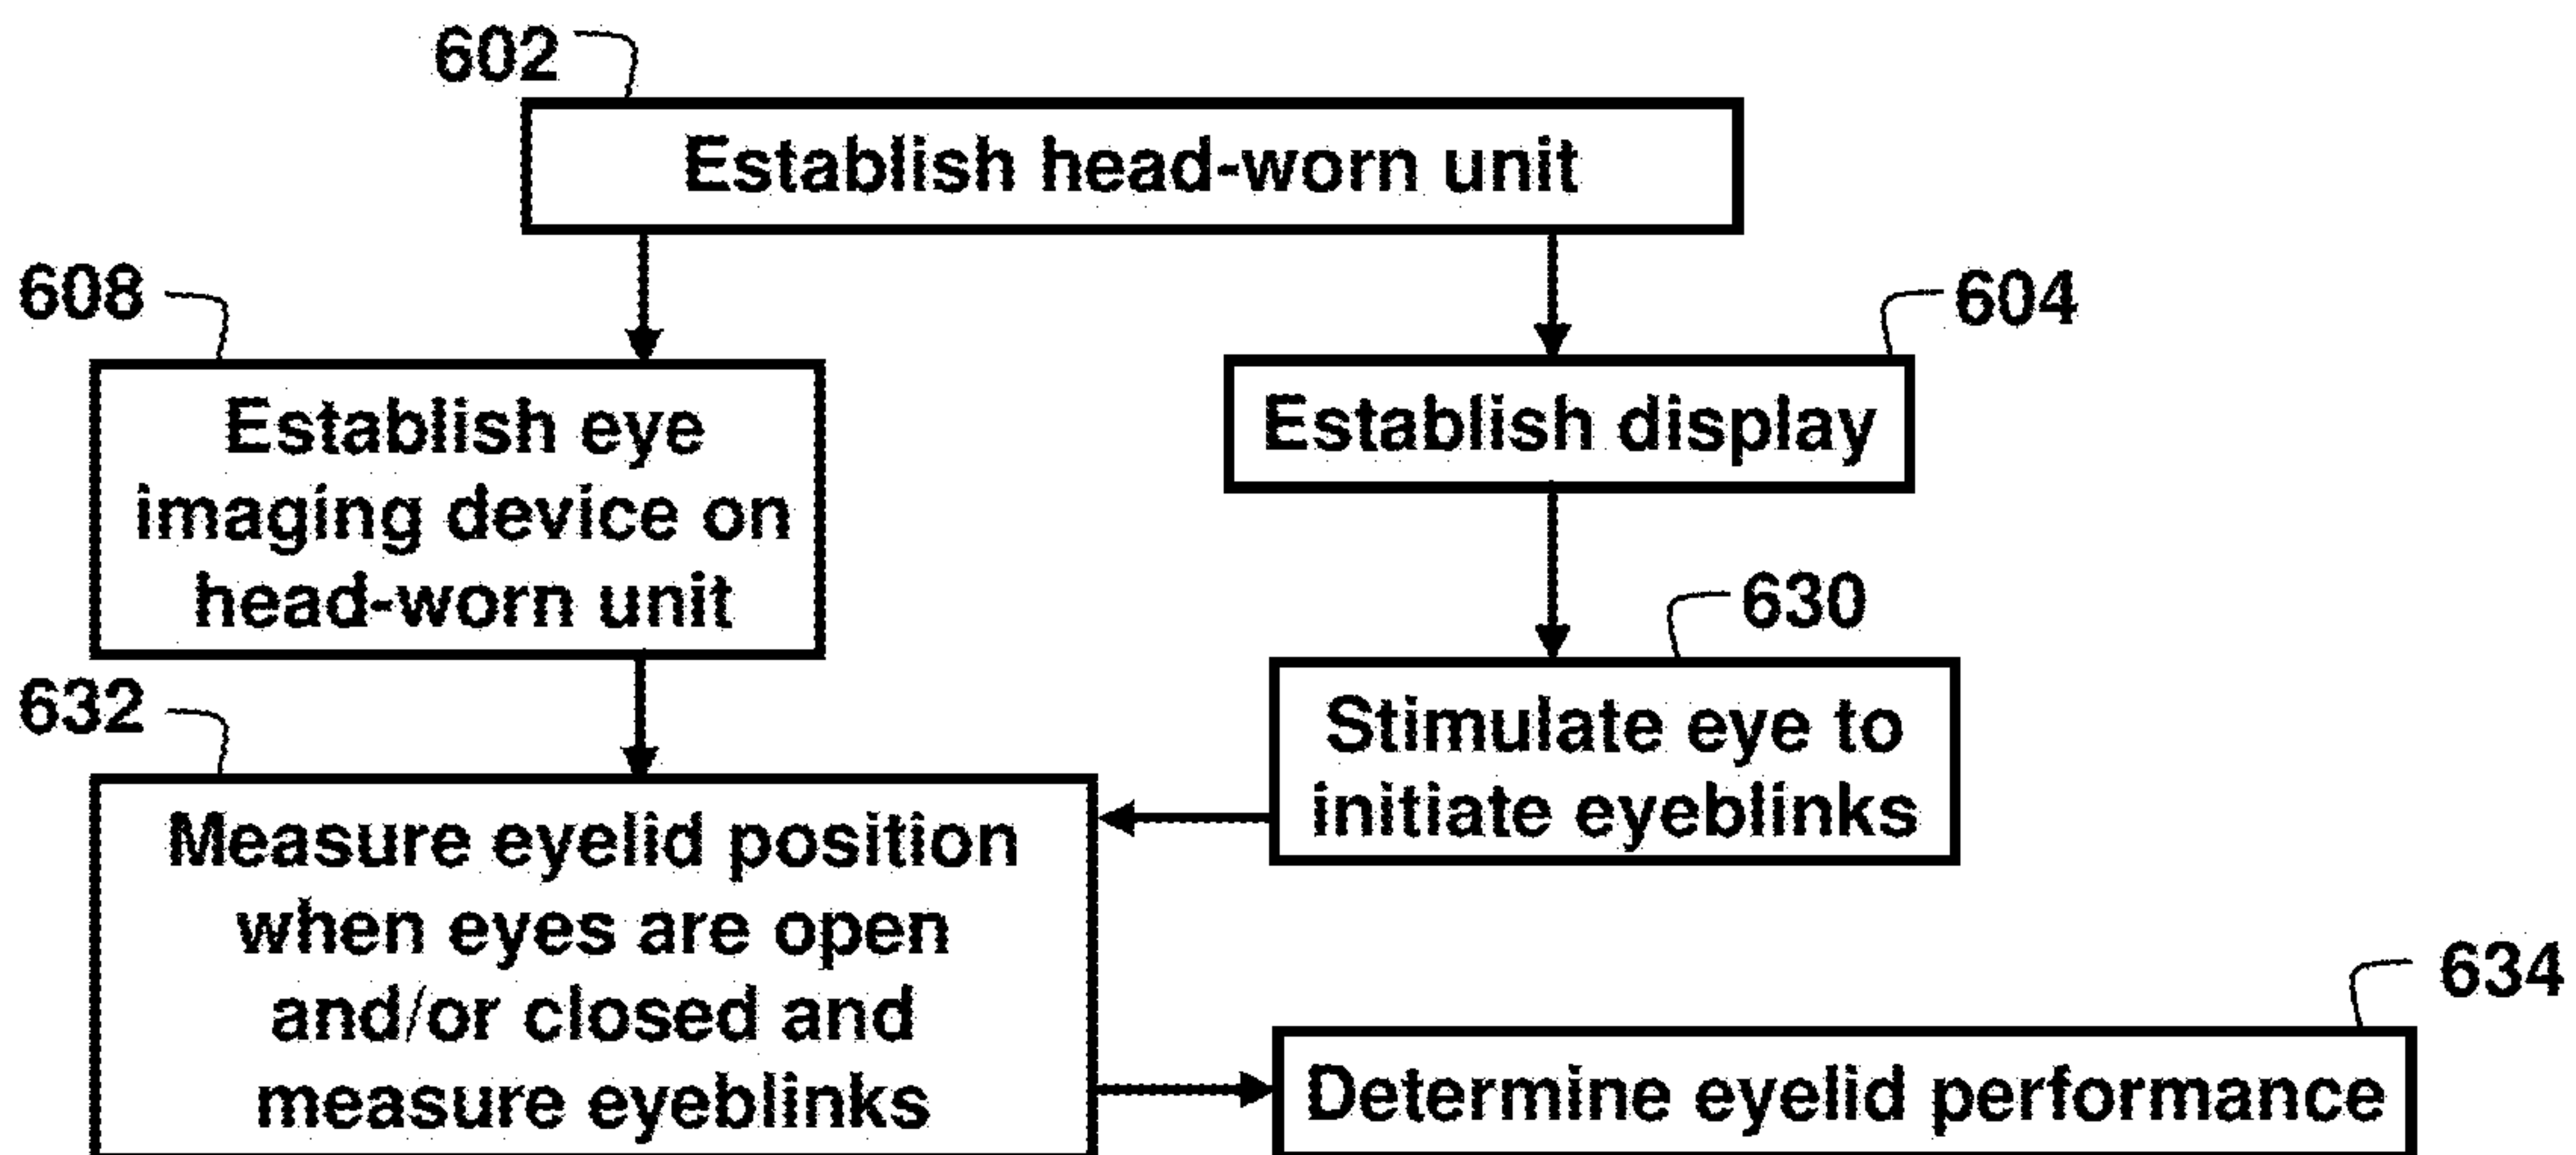 602
Establish head-worn unit
608
604
Establish eye
imaging device on
head-worn unit
Establish display
630
632
Stimulate eye to
initiate eyeblinks
Measure eyelid position
when eyes are open
and/or closed and
measure eyeblinks
634
Determine eyelid performance